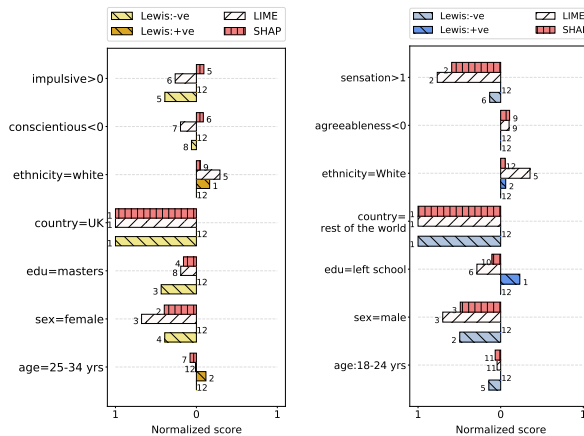 Lewis:-ve
Lewis:+ve
LIME
SHAP
impulsive>0
5
6
12
5
conscientious<0
6
7
12
8
ethnicity=white
9
5
1
12
country=UK
1
1
12
1
edu=masters
4
8
12
3
sex=female
2
3
12
4
age=25-34 yrs
7
12
2
12
1
0
1
Normalized score
Lewis:-ve
Lewis:+ve
LIME
SHAP
sensation>1
2
2
12
6
agreeableness<0
9
9
12
12
ethnicity=White
12
5
2
12
country=
rest of the world
1
1
12
1
edu=left school
10
6
1
12
sex=male
3
3
12
5
age:18-24 yrs
11
11
12
5
1
0
1
Normalized score